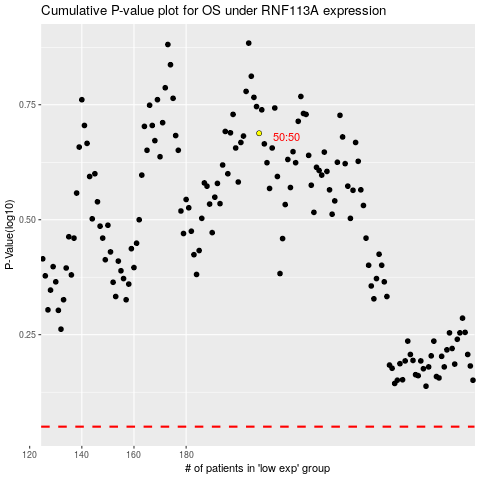 Cumulative P-value plot for OS under RNF113A expression
P-Value(log10)
0.75
0.50
0.25
50:50
120 140 160 180
# of patients in 'low exp' group